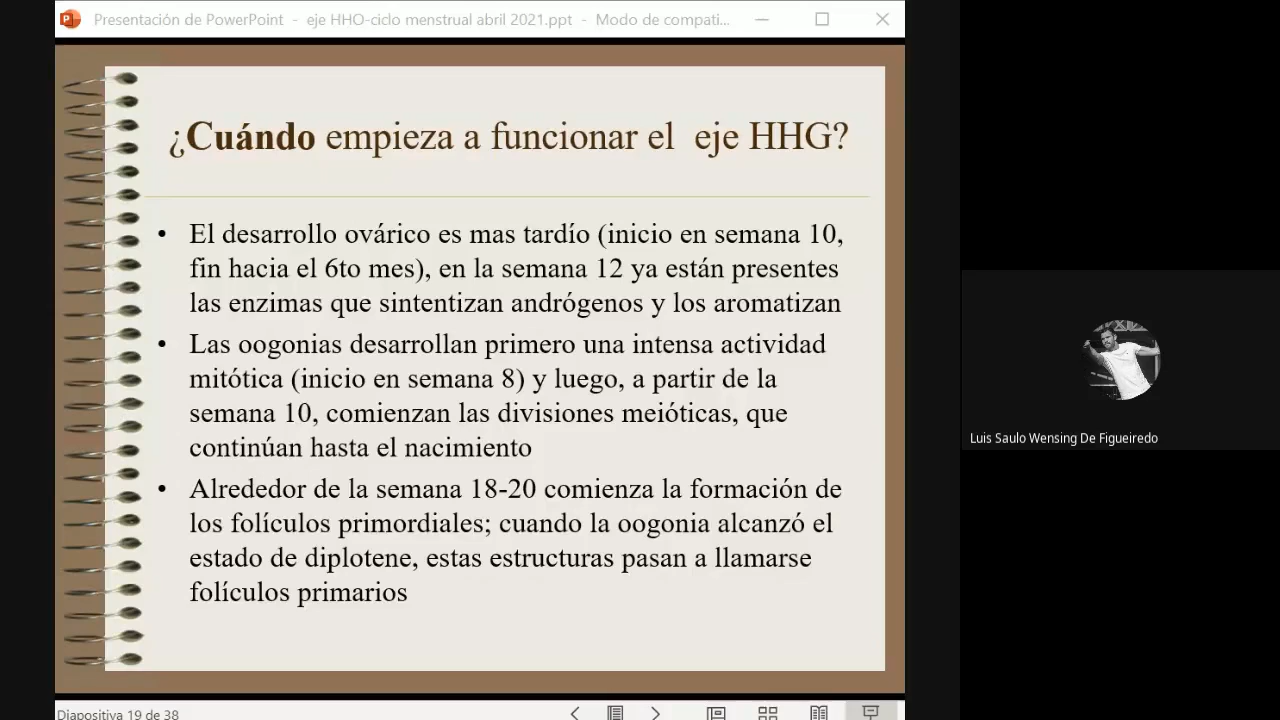 Presentación de PowerPoint - eje HHO-ciclo menstrual abril 2021.ppt - Modo de compati...
¿Cuándo empieza a funcionar el eje HHG?
• El desarrollo ovárico es mas tardío (inicio en semana 10,
fin hacia el 6to mes), en la semana 12 ya están presentes
las enzimas que sintentizan andrógenos y los aromatizan
• Las oogonias desarrollan primero una intensa actividad
mitótica (inicio en semana 8) y luego, a partir de la
semana 10, comienzan las divisiones meióticas, que
continúan hasta el nacimiento
• Alrededor de la semana 18-20 comienza la formación de
los folículos primordiales; cuando la oogonia alcanzó el
estado de diplotene, estas estructuras pasan a llamarse
folículos primarios
Luis Saulo Wensing De Figueiredo
Diapositiva 19 de 38